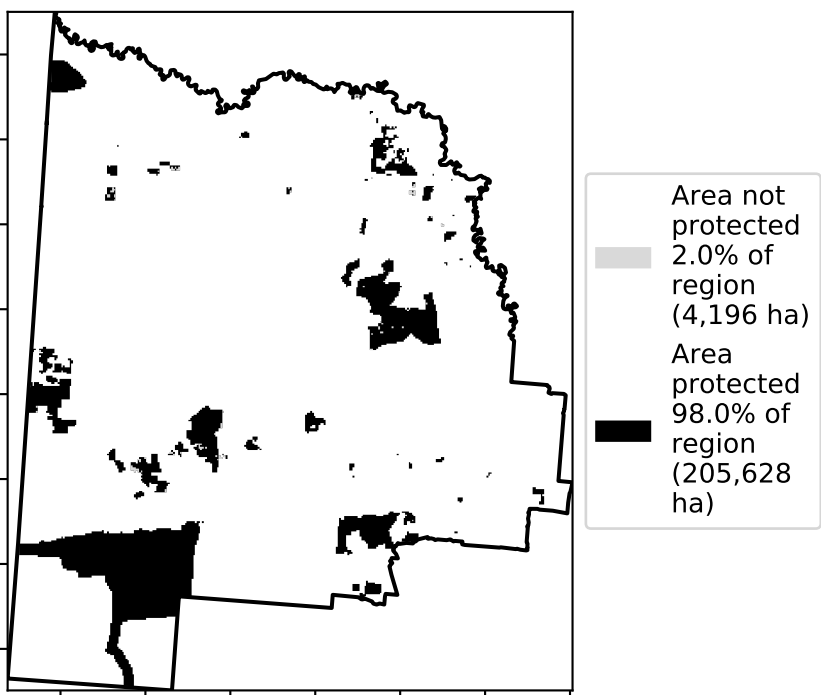 Area not
protected
2.0% of
region
(4,196 ha)
Area
protected
98.0% of
region
(205,628
ha)